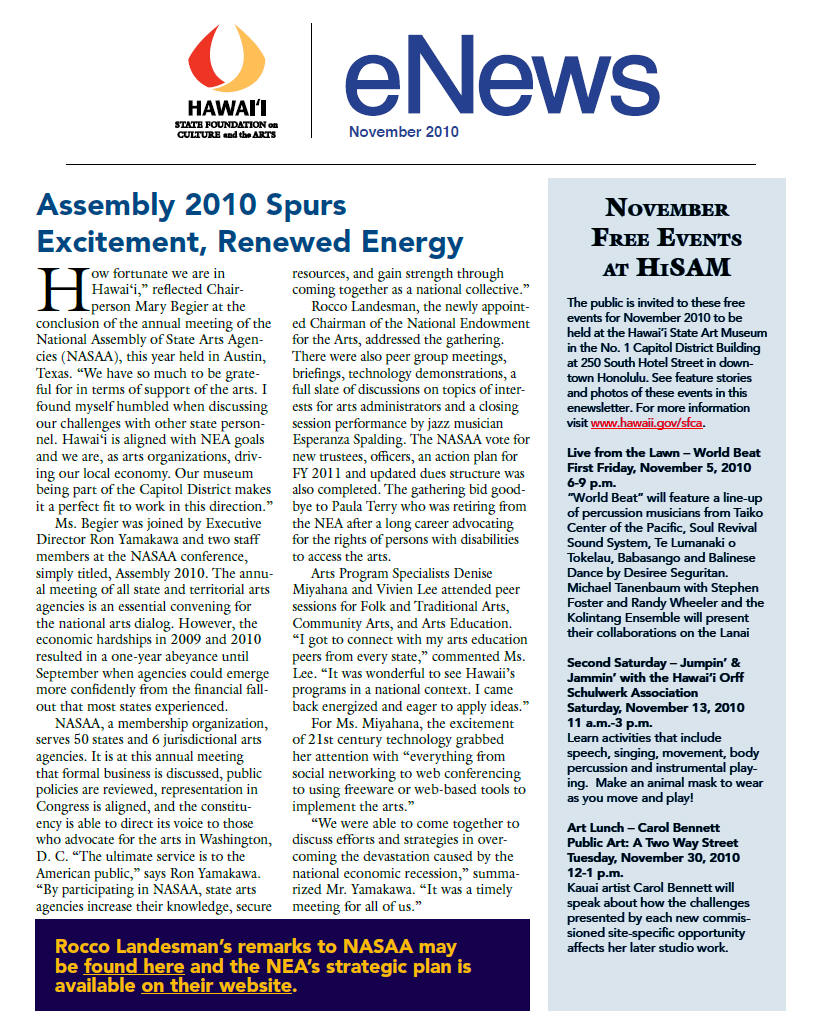 HAWAI‘I
STATE FOUNDATION on
CULTURE and the ARTS
eNews
November 2010
Assembly 2010 Spurs
Excitement, Renewed Energy
How fortunate we are in
Hawai‘i,” reflected Chair-
person Mary Begier at the
conclusion of the annual meeting of the
National Assembly of State Arts Agen-
cies (NASAA), this year held in Austin,
Texas. “We have so much to be grate-
ful for in terms of support of the arts. I
found myself humbled when discussing
our challenges with other state person-
nel. Hawai‘i is aligned with NEA goals
and we are, as arts organizations, driv-
ing our local economy. Our museum
being part of the Capitol District makes
it a perfect fit to work in this direction.”
Ms. Begier was joined by Executive
Director Ron Yamakawa and two staff
members at the NASAA conference,
simply titled, Assembly 2010. The annu-
al meeting of all state and territorial arts
agencies is an essential convening for
the national arts dialog. However, the
economic hardships in 2009 and 2010
resulted in a one-year abeyance until
September when agencies could emerge
more confidently from the financial fall-
out that most states experienced.
NASAA, a membership organization,
serves 50 states and 6 jurisdictional arts
agencies. It is at this annual meeting
that formal business is discussed, public
policies are reviewed, representation in
Congress is aligned, and the constitu-
ency is able to direct its voice to those
who advocate for the arts in Washington,
D. C. “The ultimate service is to the
American public,” says Ron Yamakawa.
“By participating in NASAA, state arts
agencies increase their knowledge, secure
resources, and gain strength through
coming together as a national collective.”
Rocco Landesman, the newly appoint-
ed Chairman of the National Endowment
for the Arts, addressed the gathering.
There were also peer group meetings,
briefings, technology demonstrations, a
full slate of discussions on topics of inter-
ests for arts administrators and a closing
session performance by jazz musician
Esperanza Spalding. The NASAA vote for
new trustees, officers, an action plan for
FY 2011 and updated dues structure was
also completed. The gathering bid good-
bye to Paula Terry who was retiring from
the NEA after a long career advocating
for the rights of persons with disabilities
to access the arts.
Arts Program Specialists Denise
Miyahana and Vivien Lee attended peer
sessions for Folk and Traditional Arts,
Community Arts, and Arts Education.
“I got to connect with my arts education
peers from every state,” commented Ms.
Lee. “It was wonderful to see Hawaii’s
programs in a national context. I came
back energized and eager to apply ideas.”
For Ms. Miyahana, the excitement
of 21st century technology grabbed
her attention with “everything from
social networking to web conferencing
to using freeware or web-based tools to
implement the arts.”
“We were able to come together to
discuss efforts and strategies in over-
coming the devastation caused by the
national economic recession,” summa-
rized Mr. Yamakawa. “It was a timely
meeting for all of us.”
Rocco Landesman’s remarks to NASAA may
be found here and the NEA’s strategic plan is
available on their website.
November
Free Events
at HiSAM
The public is invited to these free
events for November 2010 to be
held at the Hawai‘i State Art Museum
in the No. 1 Capitol District Building
at 250 South Hotel Street in down-
town Honolulu. See feature stories
and photos of these events in this
enewsletter. For more information
visit www.hawaii.gov/sfca.
Live from the Lawn – World Beat
First Friday, November 5, 2010
6-9 p.m.
“World Beat” will feature a line-up
of percussion musicians from Taiko
Center of the Pacific, Soul Revival
Sound System, Te Lumanaki o
Tokelau, Babasango and Balinese
Dance by Desiree Seguritan.
Michael Tanenbaum with Stephen
Foster and Randy Wheeler and the
Kolintang Ensemble will present
their collaborations on the Lanai
Second Saturday – Jumpin’ &
Jammin’ with the Hawai‘i Orff
Schulwerk Association
Saturday, November 13, 2010
11 a.m.-3 p.m.
Learn activities that include
speech, singing, movement, body
percussion and instrumental play-
ing.  Make an animal mask to wear
as you move and play!
Art Lunch – Carol Bennett
Public Art: A Two Way Street
Tuesday, November 30, 2010
12-1 p.m.
Kauai artist Carol Bennett will
speak about how the challenges
presented by each new commis-
sioned site-specific opportunity
affects her later studio work.